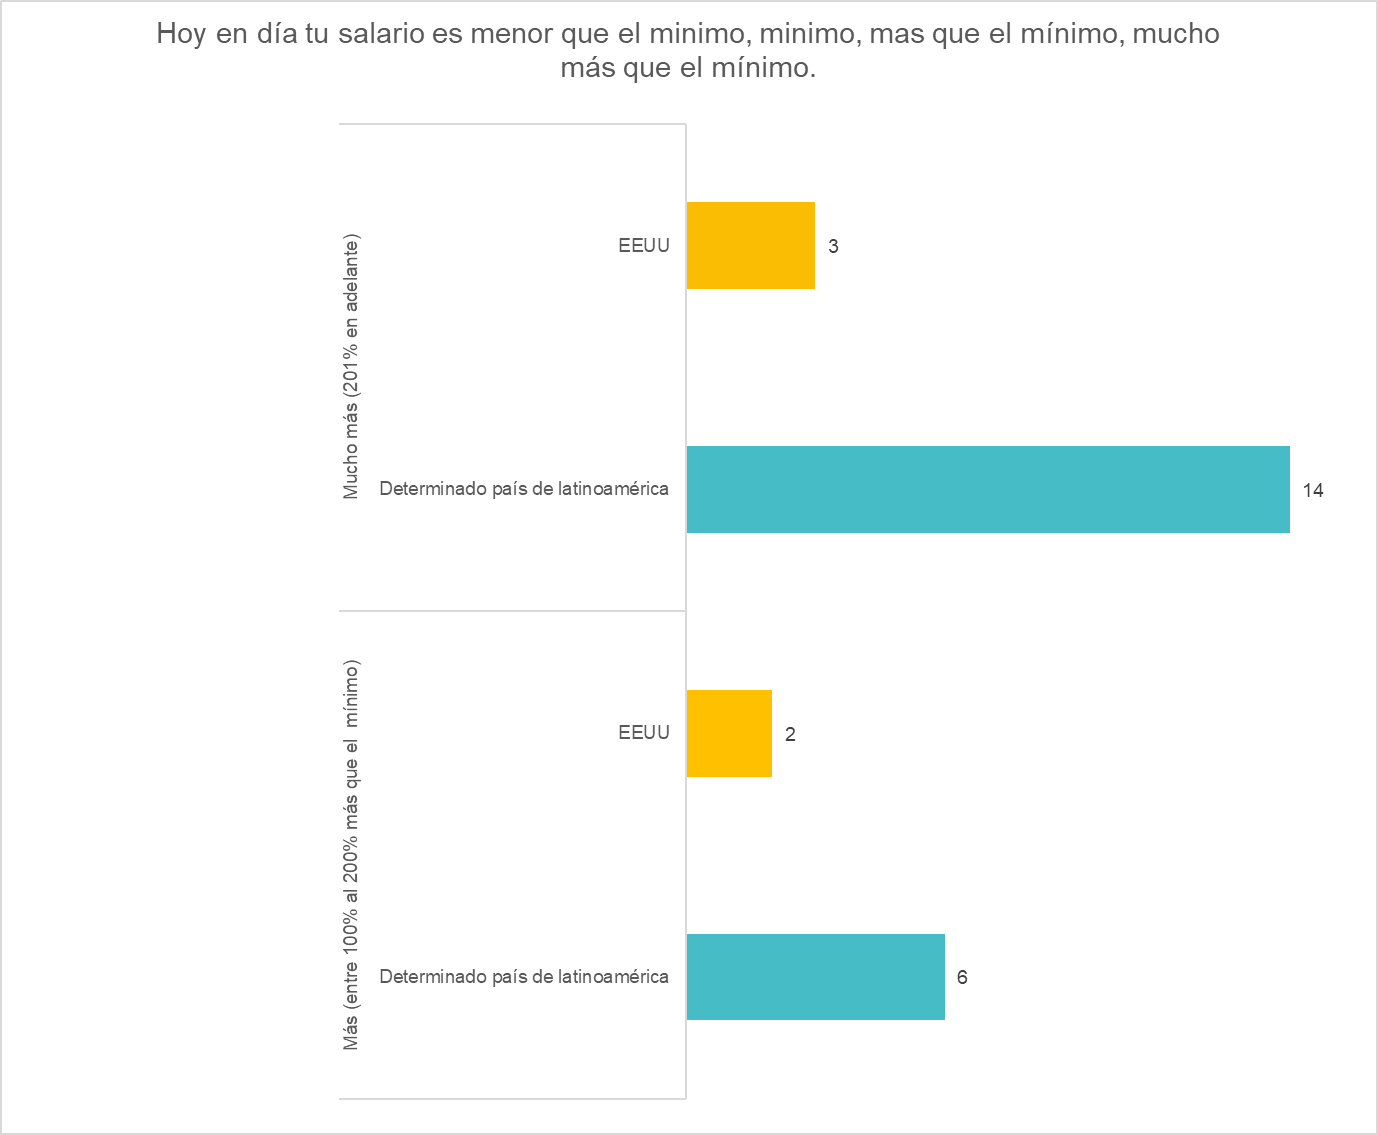 Hoy en día tu salario es menor que el minimo, minimo, mas que el mínimo, mucho
más que el mínimo.
Mucho más (201% en adelante)
EEUU
3
Determinado país de latinoamérica
14
Más (entre 100% al 200% más que el  mínimo)
EEUU
2
Determinado país de latinoamérica
6